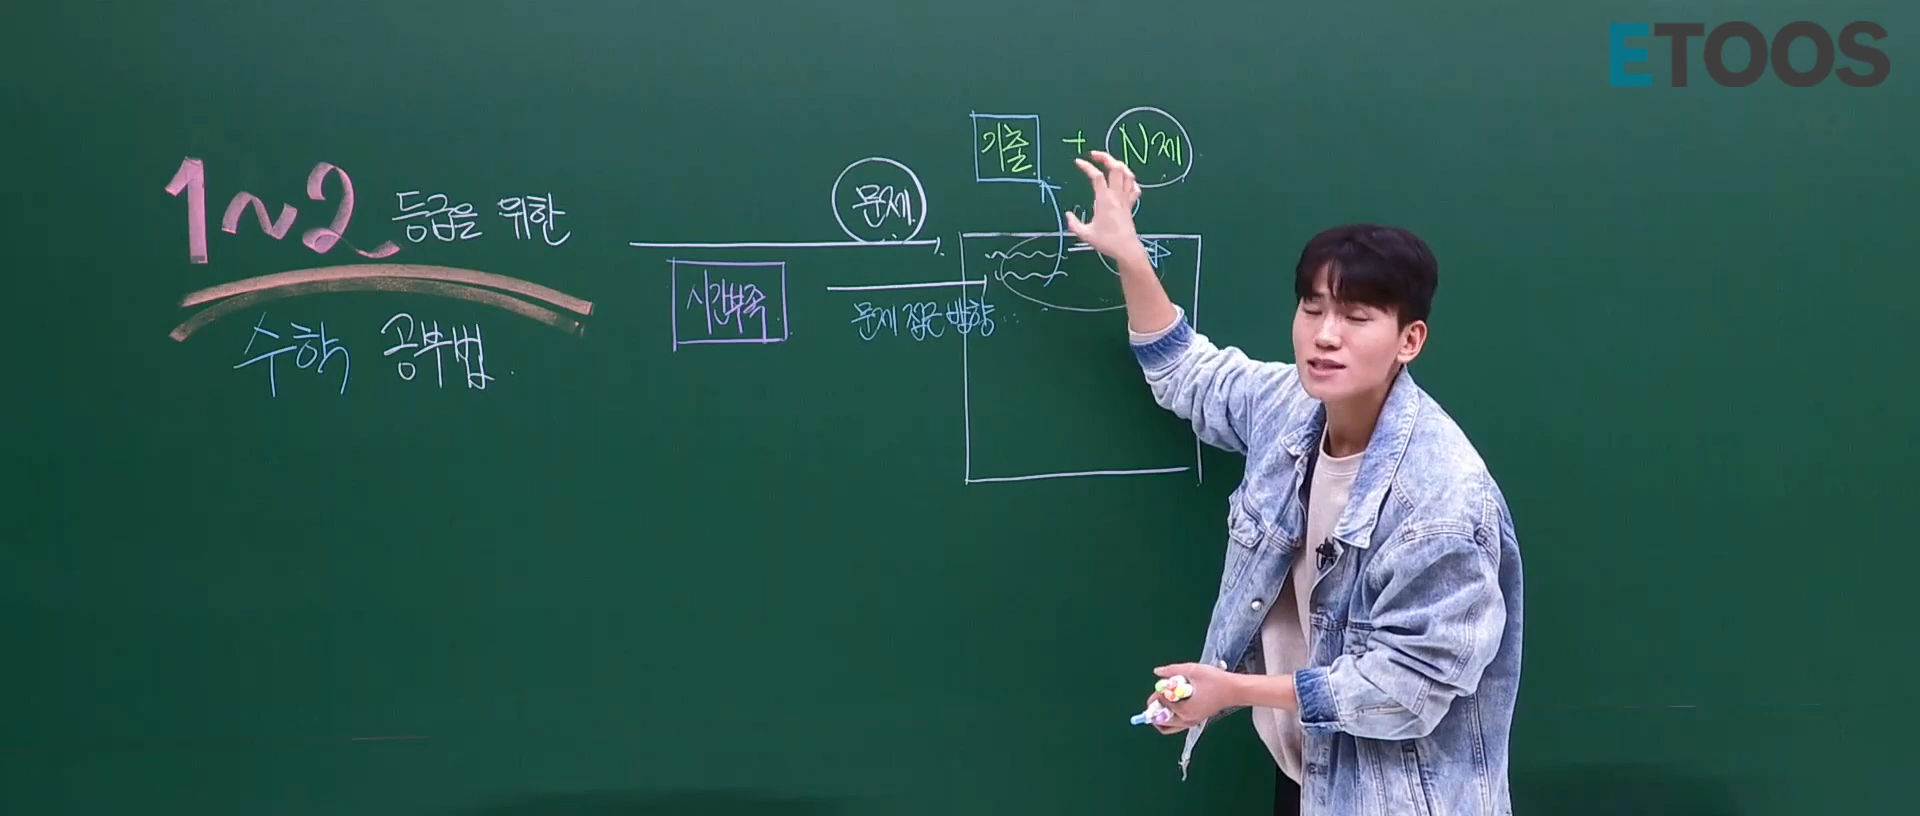 ETOOS
1~2 등급을 위한
수학 공부법.
문제
시간부족
문제 접근 방향
기출 + N제